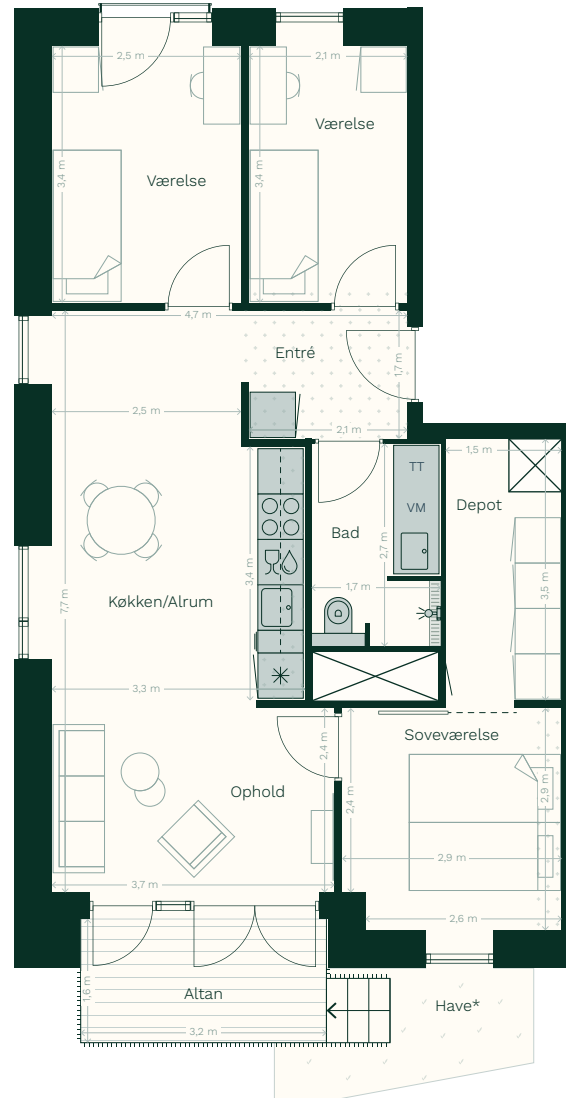 2,5 m
2,1 m
Værelse
3,4 m
3,4 m
Værelse
4,7 m
Entré
1,7 m
2,5 m
2,1 m
1,5 m
TT
Depot
VM
Bad
2,7 m
3,4 m
3,5 m
1,7 m
7,7 m
Køkken/Alrum
3,3 m
Soveværelse
2,4 m
Ophold
2,4 m
2,9 m
2,9 m
3,7 m
2,6 m
1,6 m
Altan
Have*
3,2 m